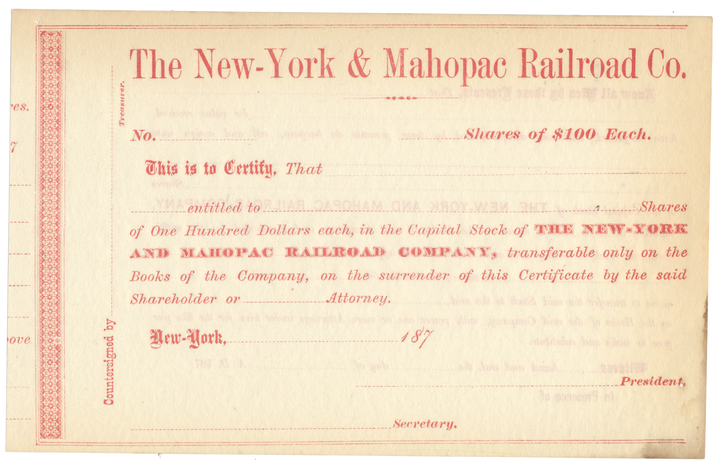 The New-York & Mahopac Railroad Co.
No. Shares of $100 Each.
This is to Certify, That
entitled to Shares
of One Hundred Dollars each, in the Capital Stock of THE NEW-YORK
AND MAHOPAC RAILROAD COMPANY, transferable only on the
Books of the Company, on the surrender of this Certificate by the said
Shareholder or Attorney.
New-York, 187
President,
Secretary.
Treasurer.
Countersigned by
7